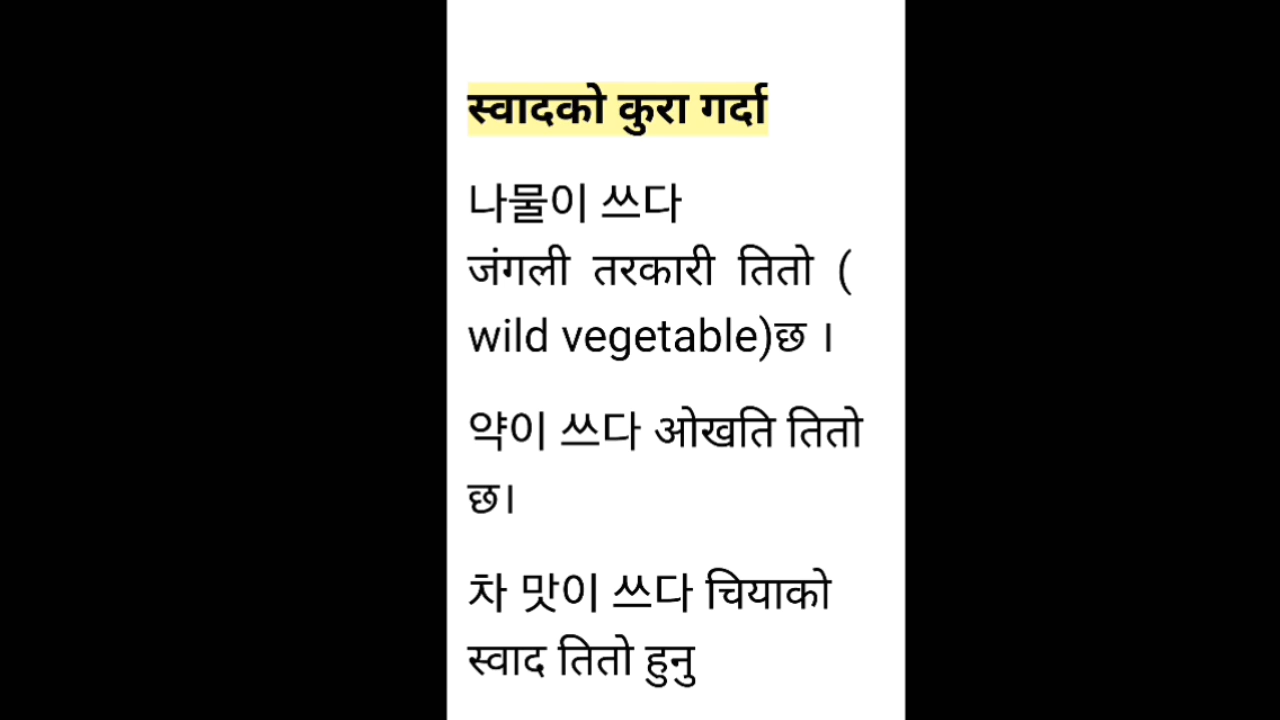 स्वादको कुरा गर्दा
나물이 쓰다
जंगली तरकारी तितो (
wild vegetable)छ ।
약이 쓰다 ओखति तितो
छ।
차 맛이 쓰다 चियाको
स्वाद तितो हुनु